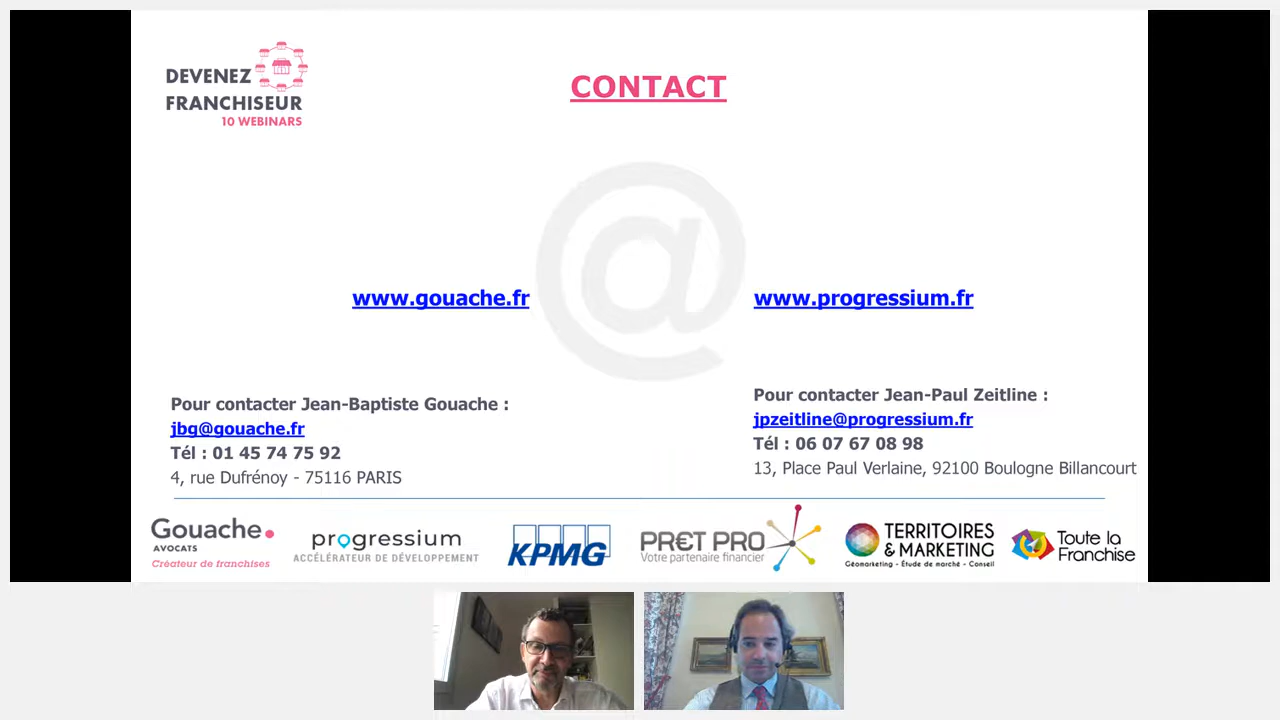 DEVENEZ
FRANCHISEUR
10 WEBINARS
CONTACT
@
www.gouache.fr
www.progressium.fr
Pour contacter Jean-Baptiste Gouache :
jbg@gouache.fr
Tél : 01 45 74 75 92
4, rue Dufrénoy - 75116 PARIS
Pour contacter Jean-Paul Zeitline :
jpzeitline@progressium.fr
Tél : 06 07 67 08 98
13, Place Paul Verlaine, 92100 Boulogne Billancourt
Gouache
AVOCATS
Créateur de franchises
progressium
ACCÉLÉRATEUR DE DÉVELOPPEMENT
KPMG
PR€T PRO
Votre partenaire financier
TERRITOIRES
& MARKETING
Géomarketing - Étude de marché - Conseil
Toute la
Franchise